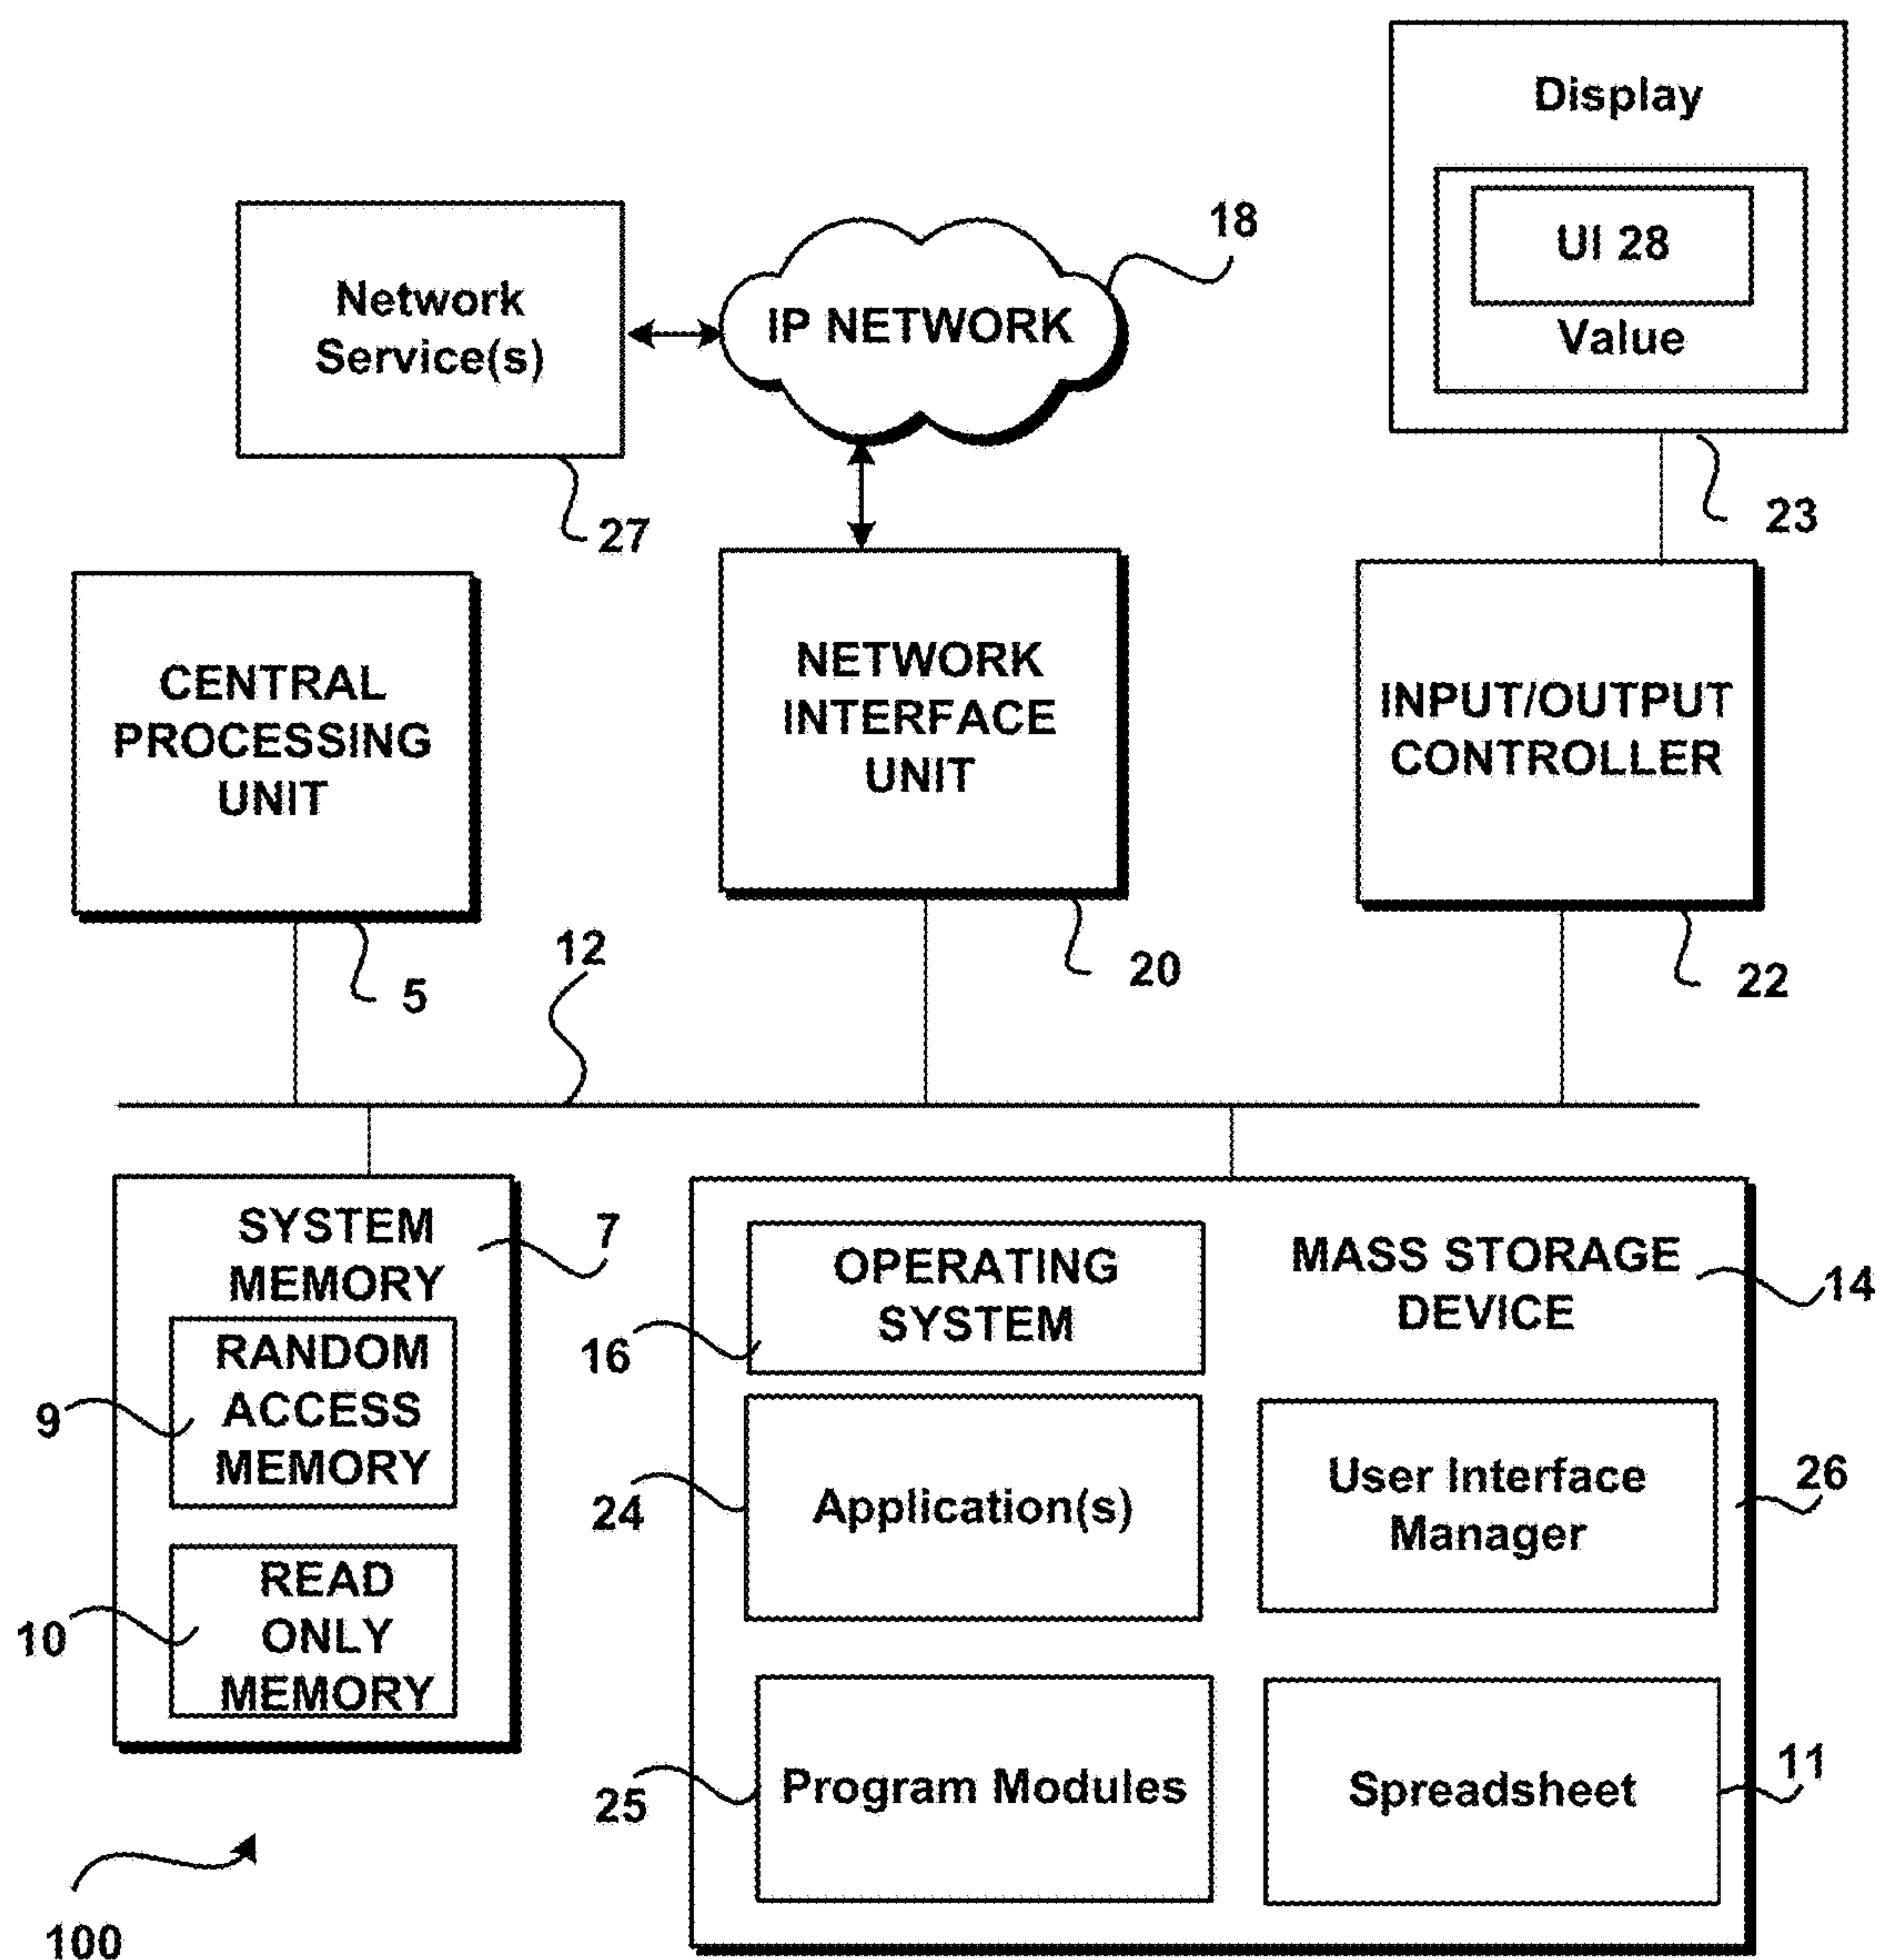 Display
UI 28
Value
23
18
Network
Service(s)
27
IP NETWORK
CENTRAL
PROCESSING
UNIT
5
NETWORK
INTERFACE
UNIT
20
INPUT/OUTPUT
CONTROLLER
22
12
SYSTEM
MEMORY
7
RANDOM
ACCESS
MEMORY
9
READ
ONLY
MEMORY
10
MASS STORAGE
DEVICE
14
OPERATING
SYSTEM
16
Application(s)
24
User Interface
Manager
26
Program Modules
25
Spreadsheet
11
100